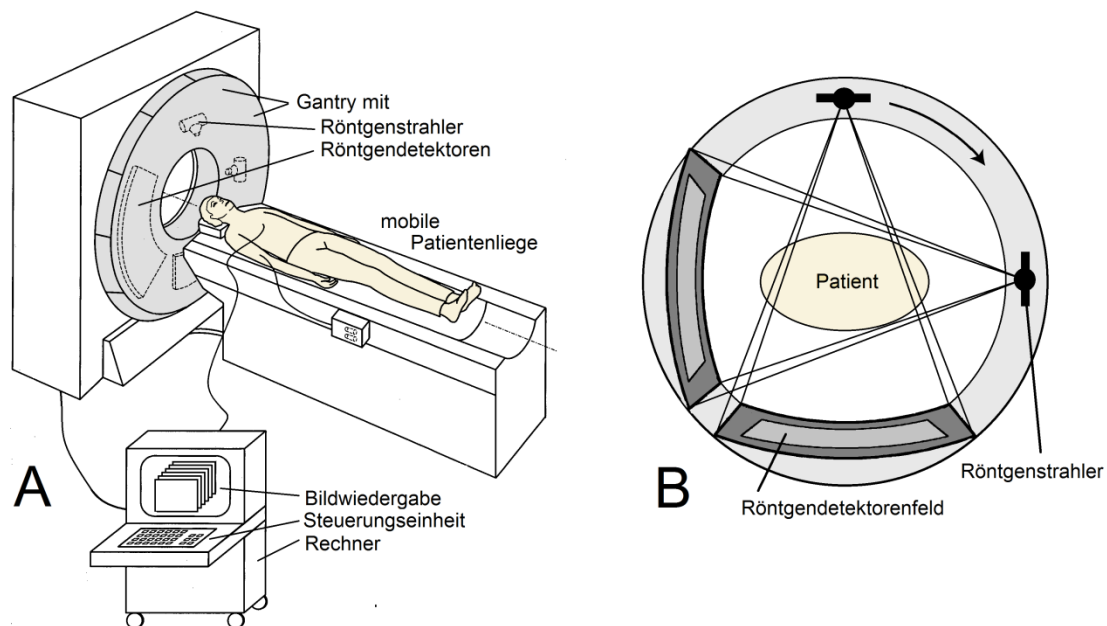 Gantry mit
Röntgenstrahler
Röntgendetektoren
mobile
Patientenliege
A
Bildwiedergabe
Steuerungseinheit
Rechner
Patient
B
Röntgenstrahler
Röntgendetektorenfeld